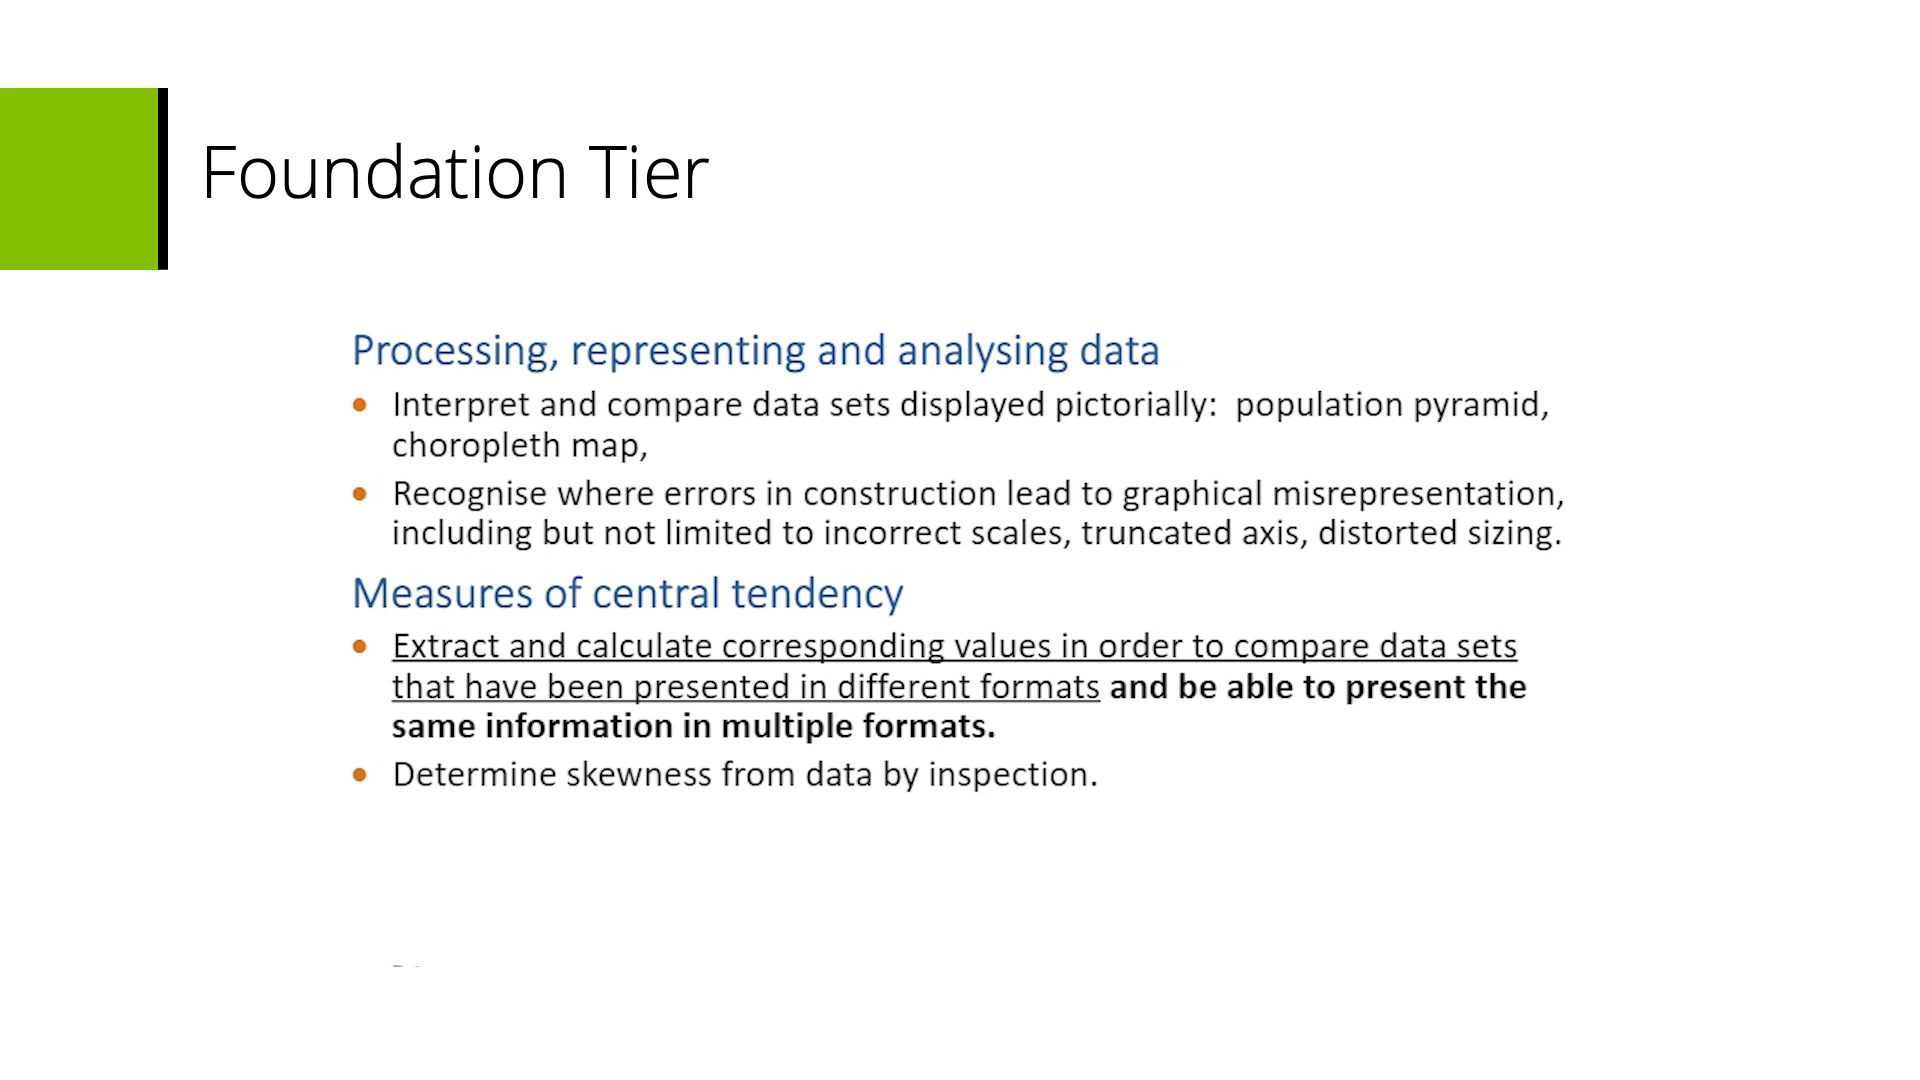 Foundation Tier
Processing, representing and analysing data
• Interpret and compare data sets displayed pictorially:  population pyramid,
choropleth map,
• Recognise where errors in construction lead to graphical misrepresentation,
including but not limited to incorrect scales, truncated axis, distorted sizing.
Measures of central tendency
• Extract and calculate corresponding values in order to compare data sets
that have been presented in different formats and be able to present the
same information in multiple formats.
• Determine skewness from data by inspection.